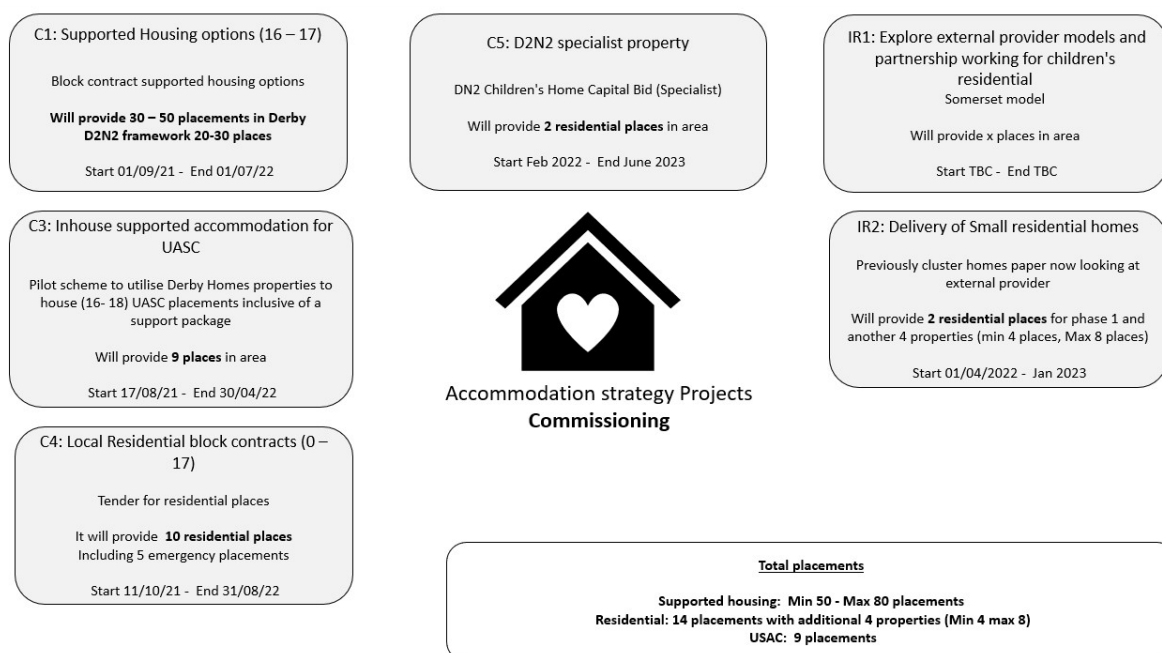 C1: Supported Housing options (16 – 17)
Block contract supported housing options
Will provide 30 – 50 placements in Derby
D2N2 framework 20-30 places
Start 01/09/21 - End 01/07/22
C3: Inhouse supported accommodation for
UASC
Pilot scheme to utilise Derby Homes properties to
house (16- 18) UASC placements inclusive of a
support package
Will provide 9 places in area
Start 17/08/21 - End 30/04/22
C4: Local Residential block contracts (0 –
17)
Tender for residential places
It will provide 10 residential places
Including 5 emergency placements
Start 11/10/21 - End 31/08/22
C5: D2N2 specialist property
DN2 Children's Home Capital Bid (Specialist)
Will provide 2 residential places in area
Start Feb 2022 - End June 2023
Accommodation strategy Projects
Commissioning
IR1: Explore external provider models and
partnership working for children's
residential
Somerset model
Will provide x places in area
Start TBC - End TBC
IR2: Delivery of Small residential homes
Previously cluster homes paper now looking at
external provider
Will provide 2 residential places for phase 1 and
another 4 properties (min 4 places, Max 8 places)
Start 01/04/2022 - Jan 2023
Total placements
Supported housing: Min 50 - Max 80 placements
Residential: 14 placements with additional 4 properties (Min 4 max 8)
USAC: 9 placements